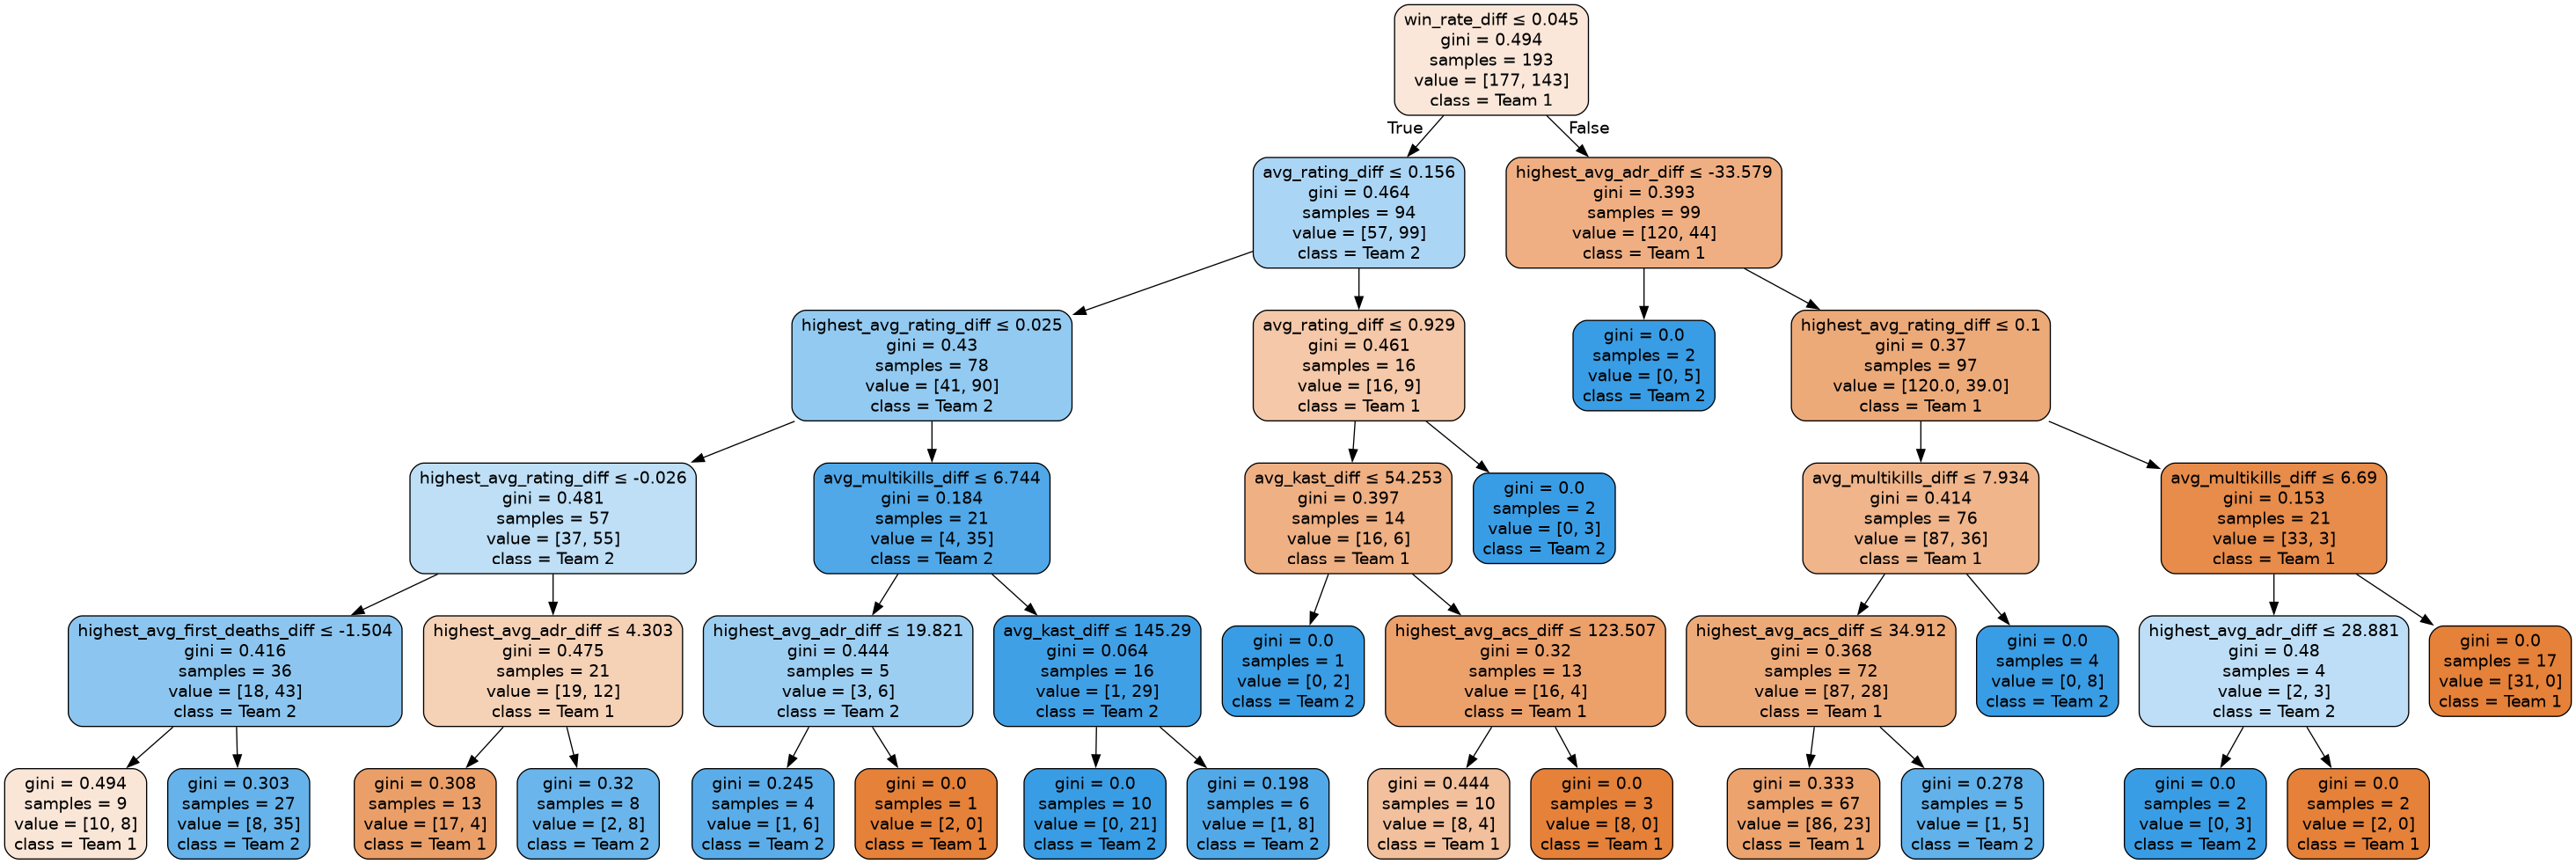 win_rate_diff ≤ 0.045
gini = 0.494
samples = 193
value = [177, 143]
class = Team 1
True
False
avg_rating_diff ≤ 0.156
gini = 0.464
samples = 94
value = [57, 99]
class = Team 2
highest_avg_adr_diff ≤ -33.579
gini = 0.393
samples = 99
value = [120, 44]
class = Team 1
highest_avg_rating_diff ≤ 0.025
gini = 0.43
samples = 78
value = [41, 90]
class = Team 2
avg_rating_diff ≤ 0.929
gini = 0.461
samples = 16
value = [16, 9]
class = Team 1
gini = 0.0
samples = 2
value = [0, 5]
class = Team 2
highest_avg_rating_diff ≤ 0.1
gini = 0.37
samples = 97
value = [120.0, 39.0]
class = Team 1
highest_avg_rating_diff ≤ -0.026
gini = 0.481
samples = 57
value = [37, 55]
class = Team 2
avg_multikills_diff ≤ 6.744
gini = 0.184
samples = 21
value = [4, 35]
class = Team 2
avg_kast_diff ≤ 54.253
gini = 0.397
samples = 14
value = [16, 6]
class = Team 1
gini = 0.0
samples = 2
value = [0, 3]
class = Team 2
avg_multikills_diff ≤ 7.934
gini = 0.414
samples = 76
value = [87, 36]
class = Team 1
avg_multikills_diff ≤ 6.69
gini = 0.153
samples = 21
value = [33, 3]
class = Team 1
highest_avg_first_deaths_diff ≤ -1.504
gini = 0.416
samples = 36
value = [18, 43]
class = Team 2
highest_avg_adr_diff ≤ 4.303
gini = 0.475
samples = 21
value = [19, 12]
class = Team 1
highest_avg_adr_diff ≤ 19.821
gini = 0.444
samples = 5
value = [3, 6]
class = Team 2
avg_kast_diff ≤ 145.29
gini = 0.064
samples = 16
value = [1, 29]
class = Team 2
gini = 0.0
samples = 1
value = [0, 2]
class = Team 2
highest_avg_acs_diff ≤ 123.507
gini = 0.32
samples = 13
value = [16, 4]
class = Team 1
highest_avg_acs_diff ≤ 34.912
gini = 0.368
samples = 72
value = [87, 28]
class = Team 1
gini = 0.0
samples = 4
value = [0, 8]
class = Team 2
highest_avg_adr_diff ≤ 28.881
gini = 0.48
samples = 4
value = [2, 3]
class = Team 2
gini = 0.0
samples = 17
value = [31, 0]
class = Team 1
gini = 0.494
samples = 9
value = [10, 8]
class = Team 1
gini = 0.303
samples = 27
value = [8, 35]
class = Team 2
gini = 0.308
samples = 13
value = [17, 4]
class = Team 1
gini = 0.32
samples = 8
value = [2, 8]
class = Team 2
gini = 0.245
samples = 4
value = [1, 6]
class = Team 2
gini = 0.0
samples = 1
value = [2, 0]
class = Team 1
gini = 0.0
samples = 10
value = [0, 21]
class = Team 2
gini = 0.198
samples = 6
value = [1, 8]
class = Team 2
gini = 0.444
samples = 10
value = [8, 4]
class = Team 1
gini = 0.0
samples = 3
value = [8, 0]
class = Team 1
gini = 0.333
samples = 67
value = [86, 23]
class = Team 1
gini = 0.278
samples = 5
value = [1, 5]
class = Team 2
gini = 0.0
samples = 2
value = [0, 3]
class = Team 2
gini = 0.0
samples = 2
value = [2, 0]
class = Team 1